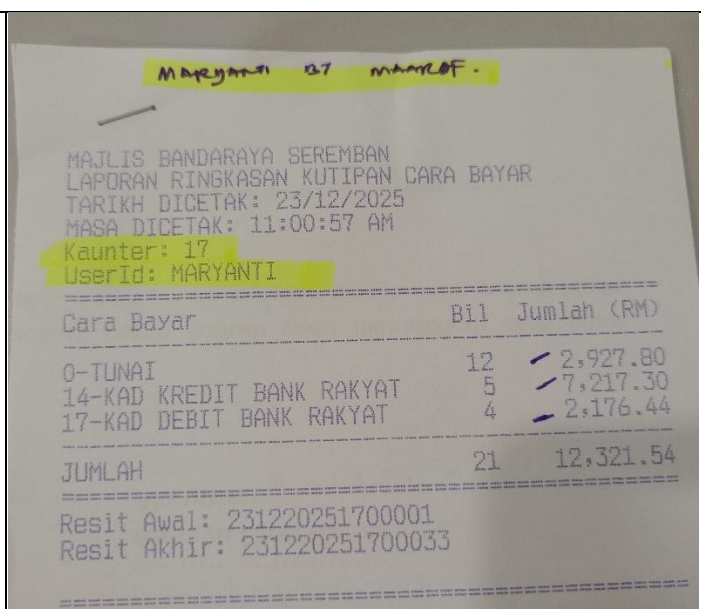 MARYANTI BT MAAROF.
MAJLIS BANDARAYA SEREMBAN
LAPORAN RINGKASAN KUTIPAN CARA BAYAR
TARIKH DICETAK: 23/12/2025
MASA DICETAK: 11:00:57 AM
Kaunter: 17
UserId: MARYANTI
Cara Bayar Bil Jumlah (RM)
0-TUNAI 12 2,927.80
14-KAD KREDIT BANK RAKYAT 5 7,217.30
17-KAD DEBIT BANK RAKYAT 4 2,176.44
JUMLAH 21 12,321.54
Resit Awal: 231220251700001
Resit Akhir: 231220251700033